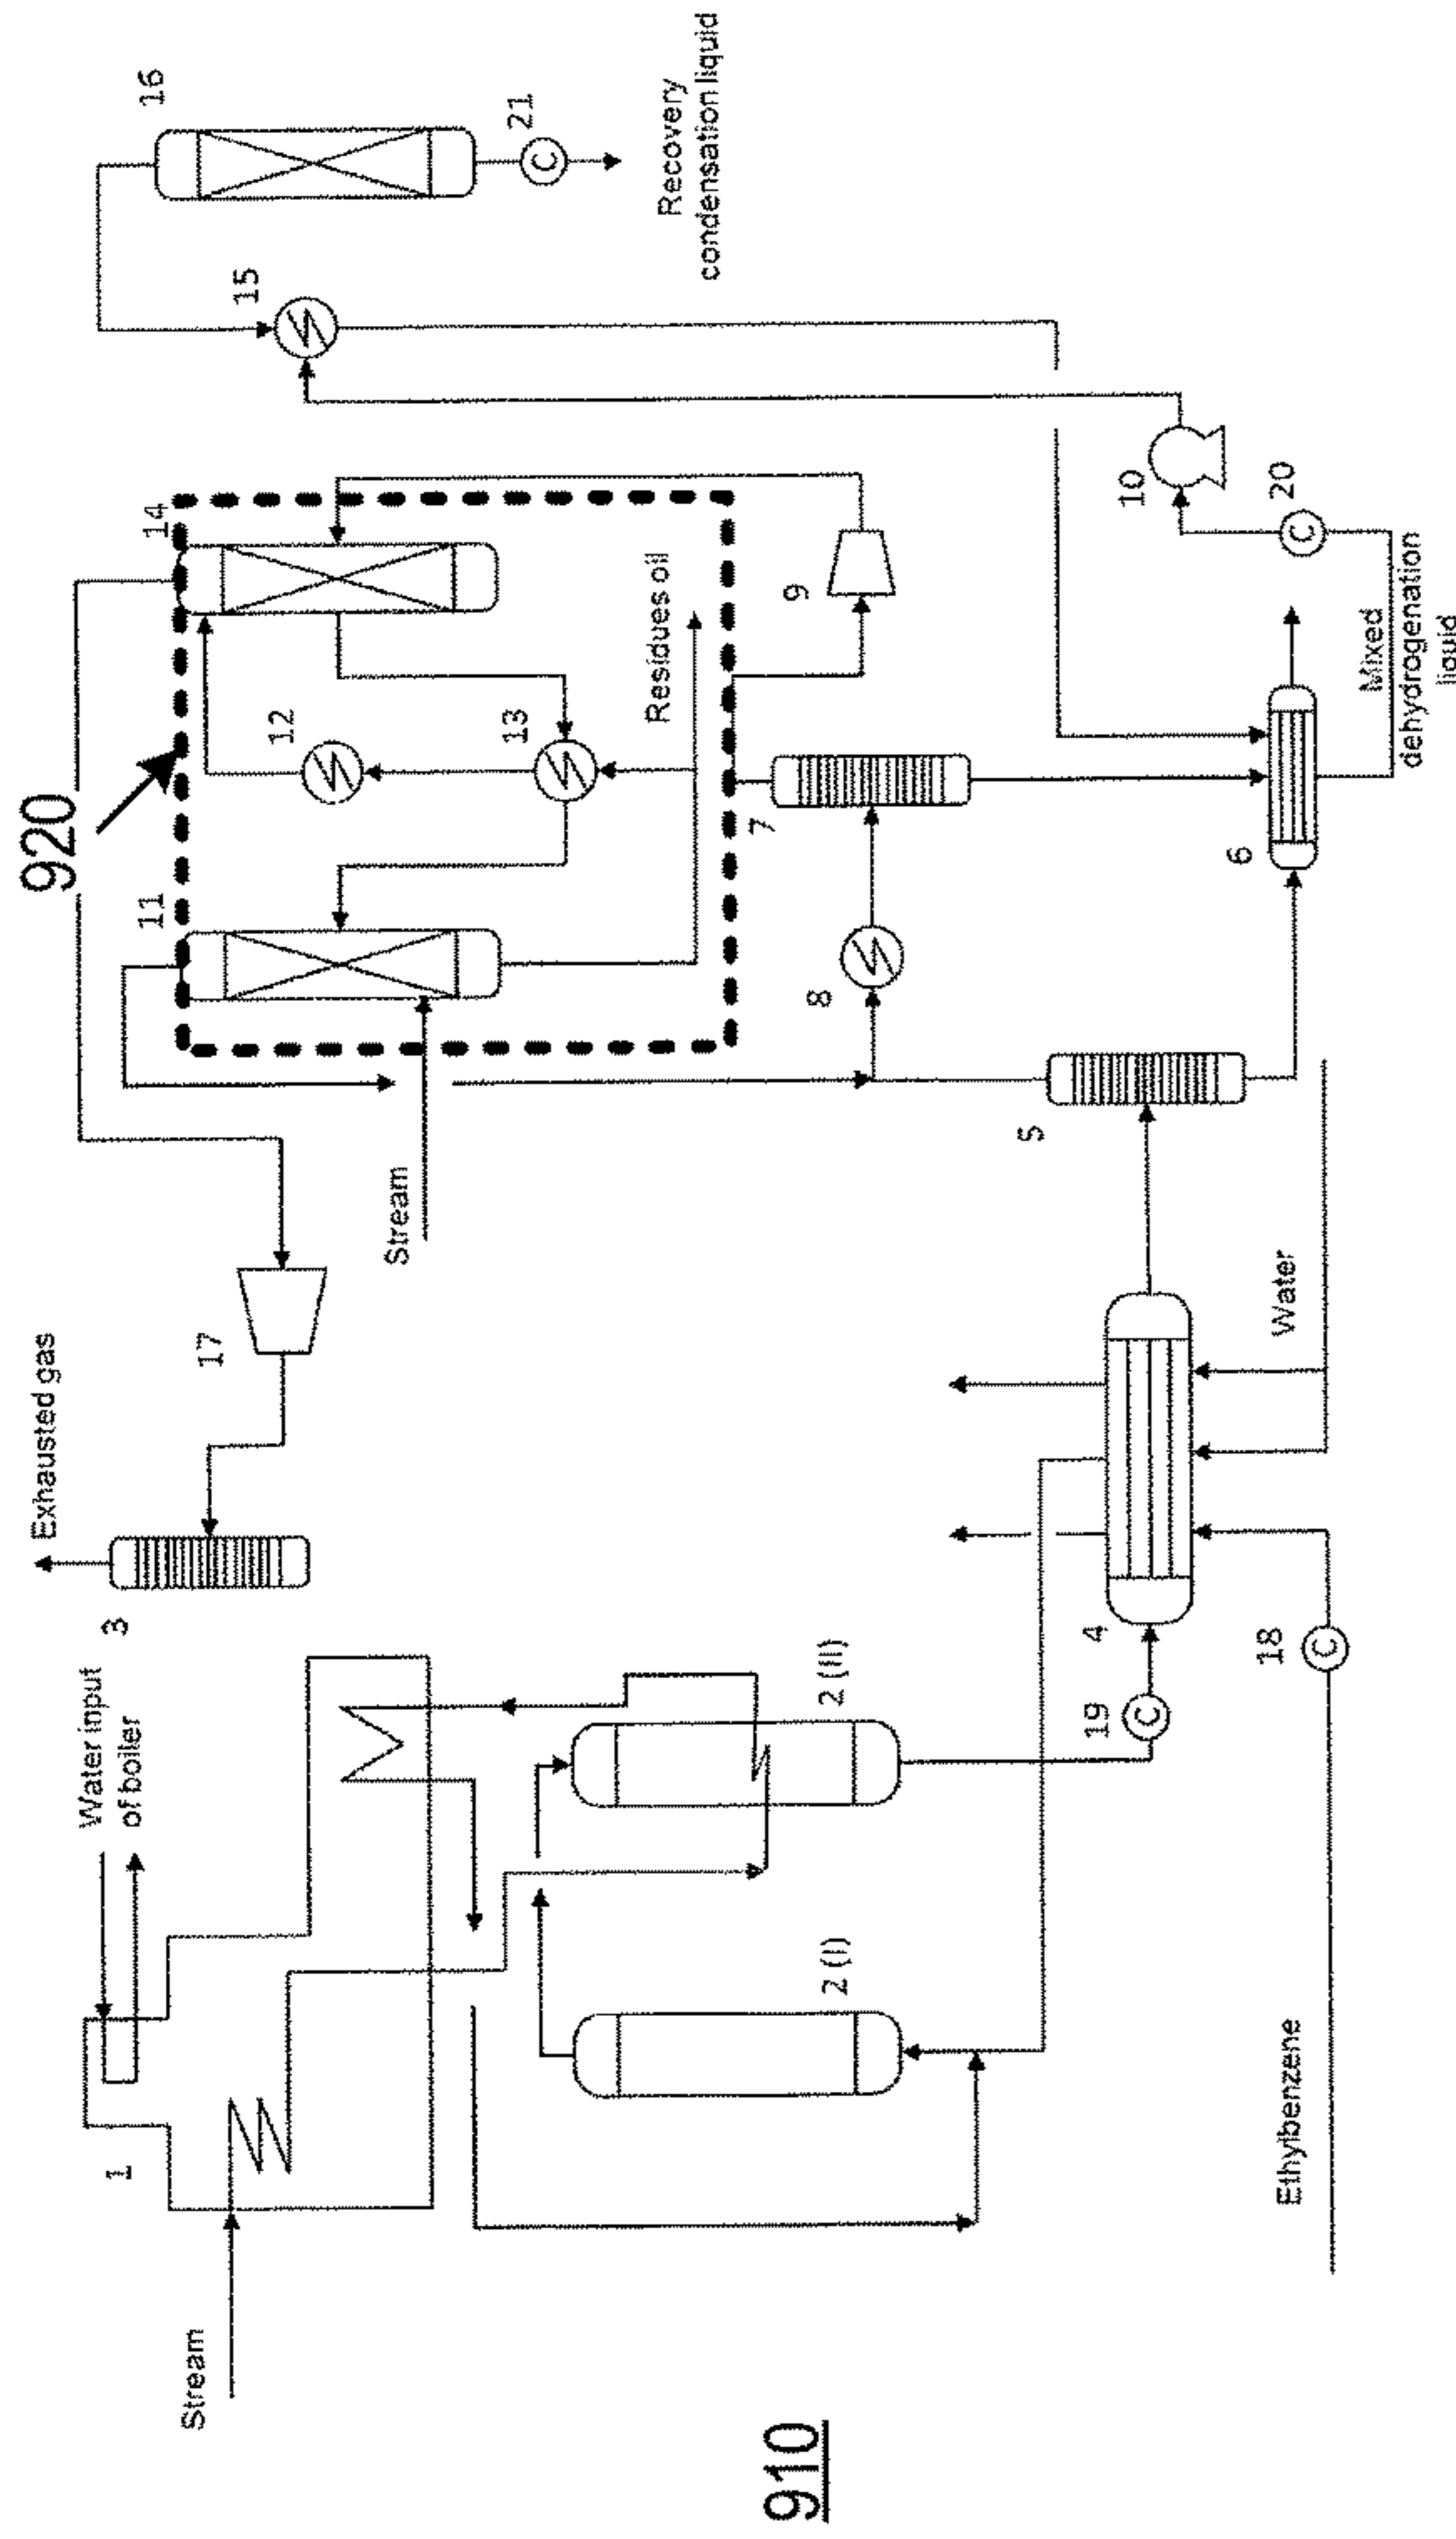 910
920
Stream
1
Water input
of boiler
3
Exhausted gas
17
Stream
11
14
12
13
Residues oil
15
16
21
Recovery
condensation liquid
2 (I)
2 (II)
8
7
9
10
20
5
6
Mixed
dehydrogenation
liquid
19
4
18
Water
Ethylbenzene
C
C
C
C